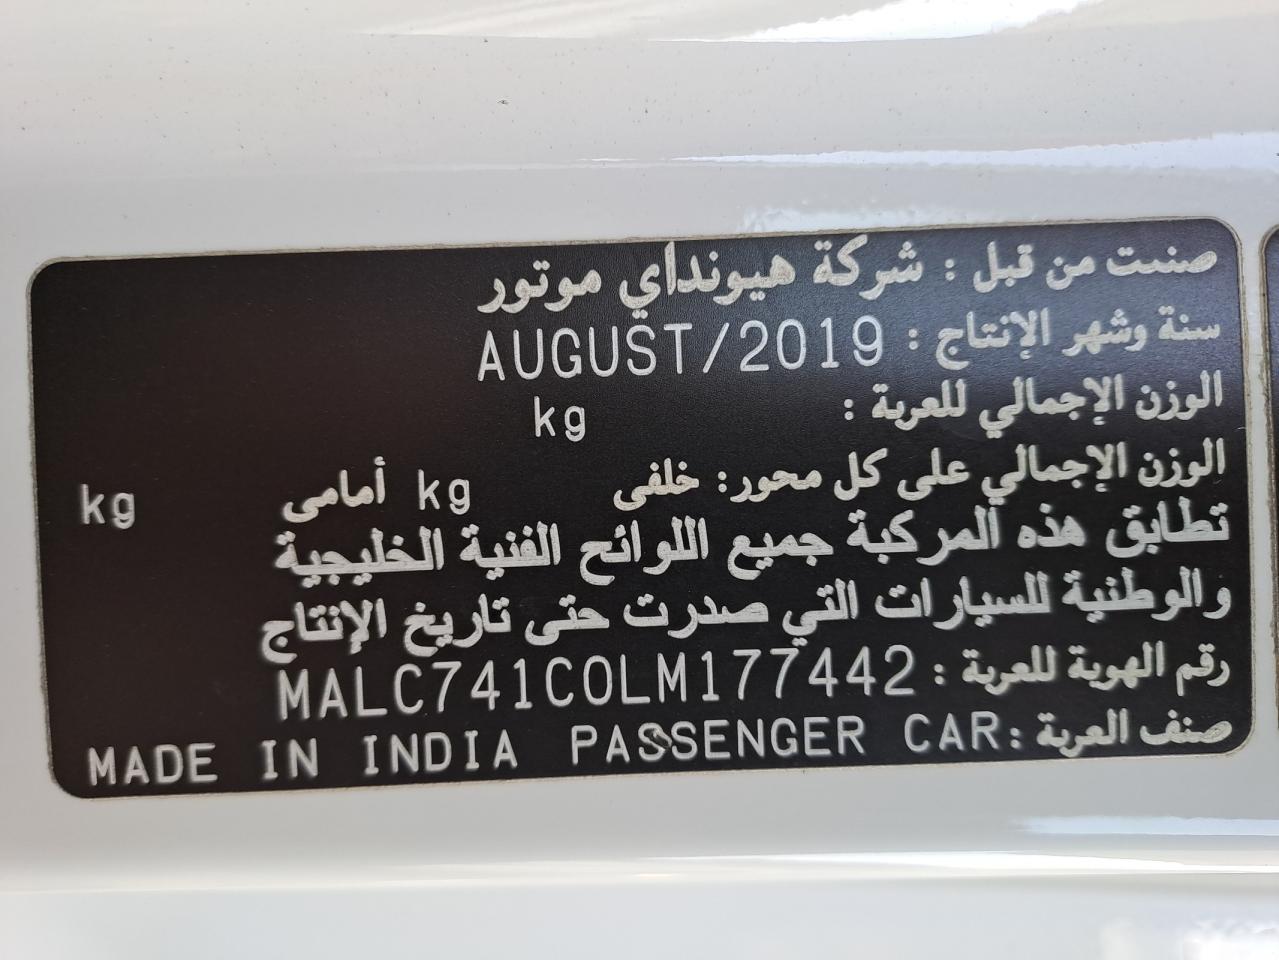 صنعت من قبل : شركة هيونداي موتور
سنة وشهر الإنتاج : AUGUST/2019
الوزن الإجمالي للعربة : kg
الوزن الإجمالي على كل محور: خلفى kg أمامى kg
تطابق هذه المركبة جميع اللوائح الفنية الخليجية
والوطنية للسيارات التي صدرت حتى تاريخ الإنتاج
رقم الهوية للعربة : MALC741C0LM177442
صنف العربة : PASSENGER CAR MADE IN INDIA